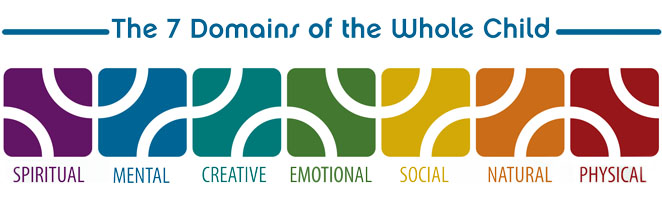 The 7 Domains of the Whole Child
SPIRITUAL MENTAL CREATIVE EMOTIONAL SOCIAL NATURAL PHYSICAL